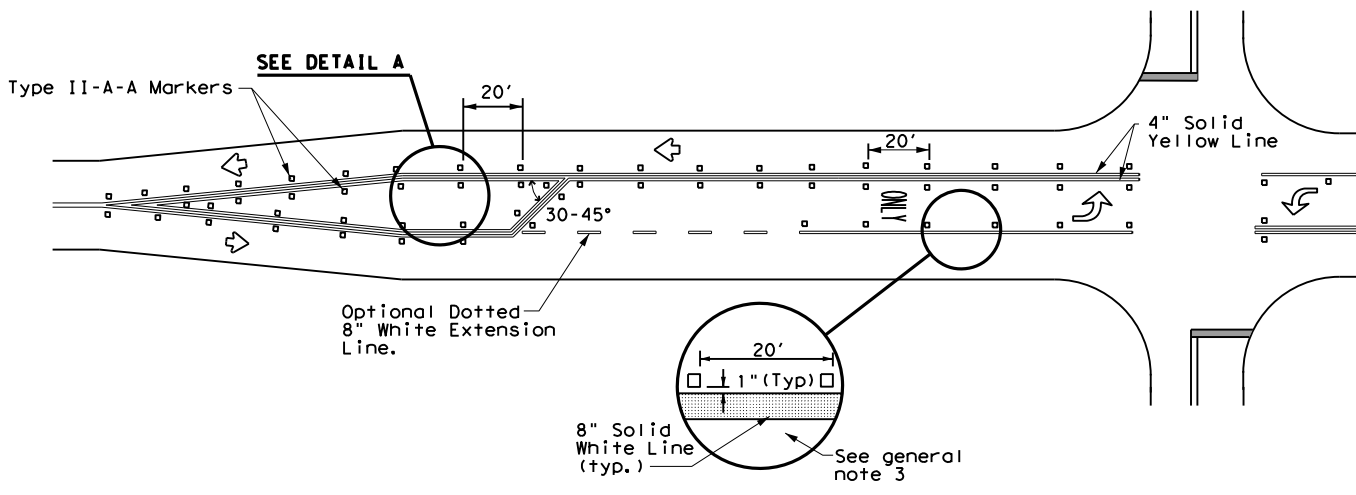 SEE DETAIL A
Type II-A-A Markers
20'
20'
4" Solid
Yellow Line
30-45°
ONLY
Optional Dotted
8" White Extension
Line.
20'
1"(Typ)
8" Solid
White Line
(typ.)
See general
note 3